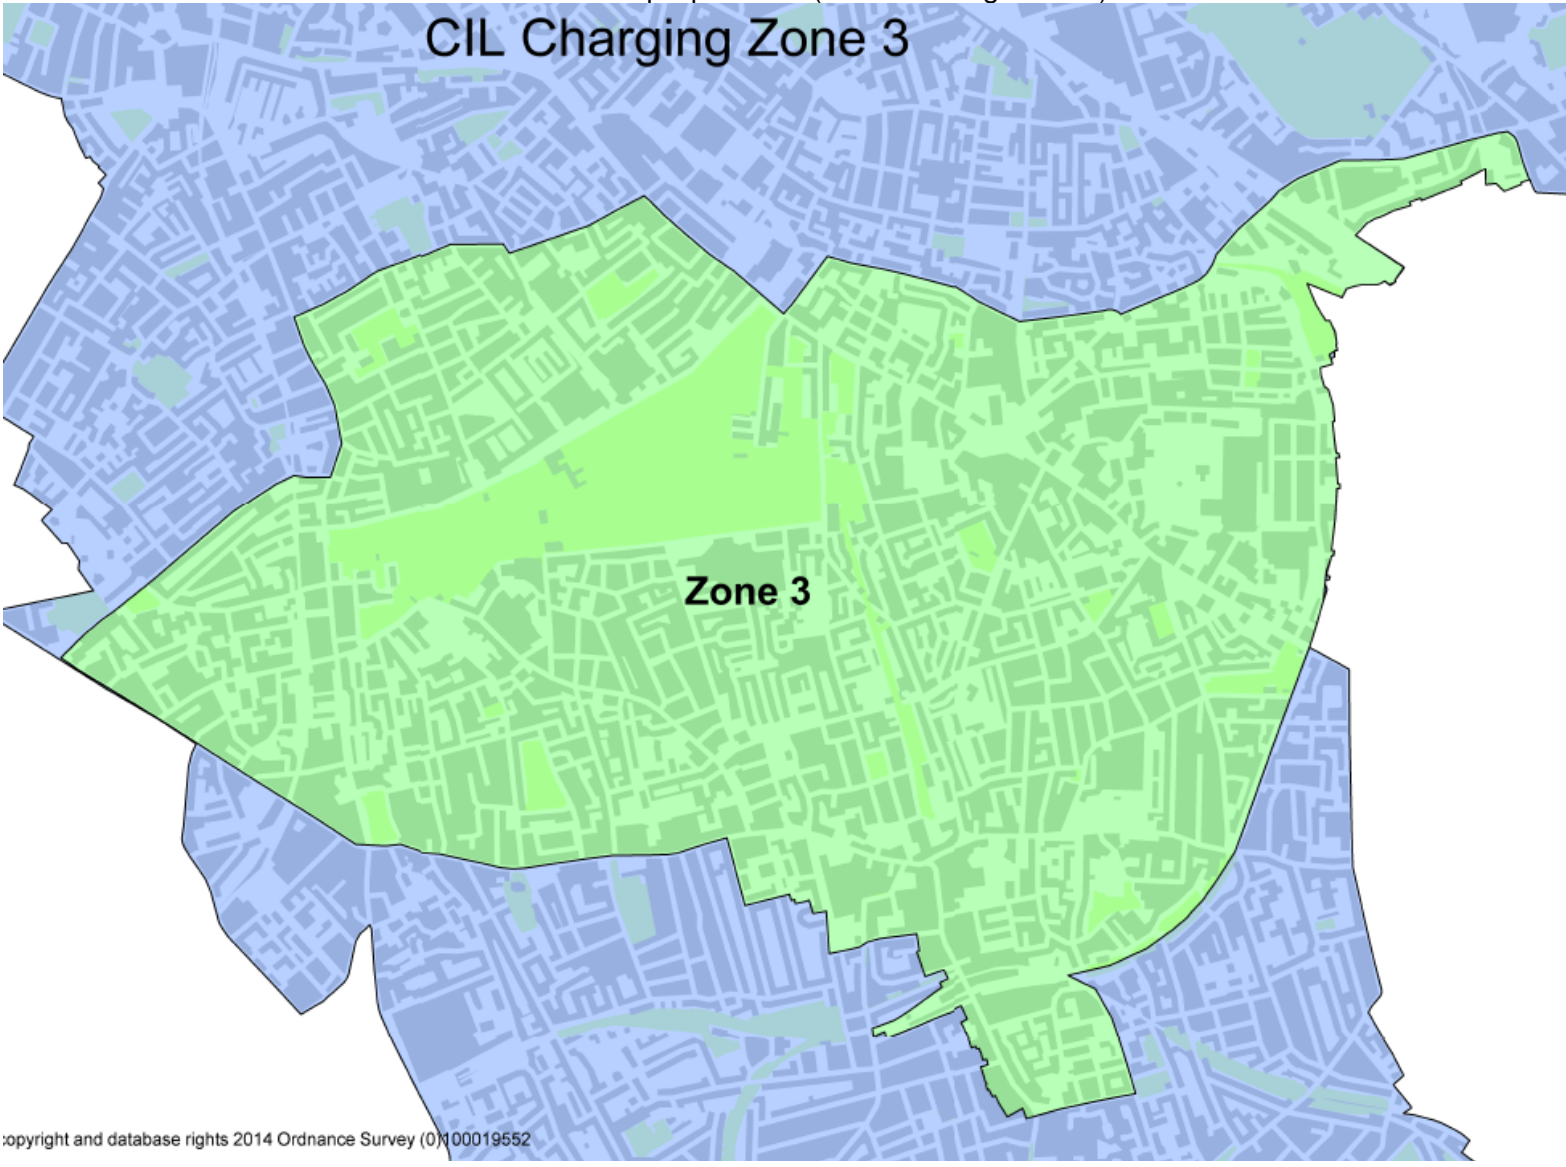 CIL Charging Zone 3
Zone 3
copyright and database rights 2014 Ordnance Survey (0)100019552